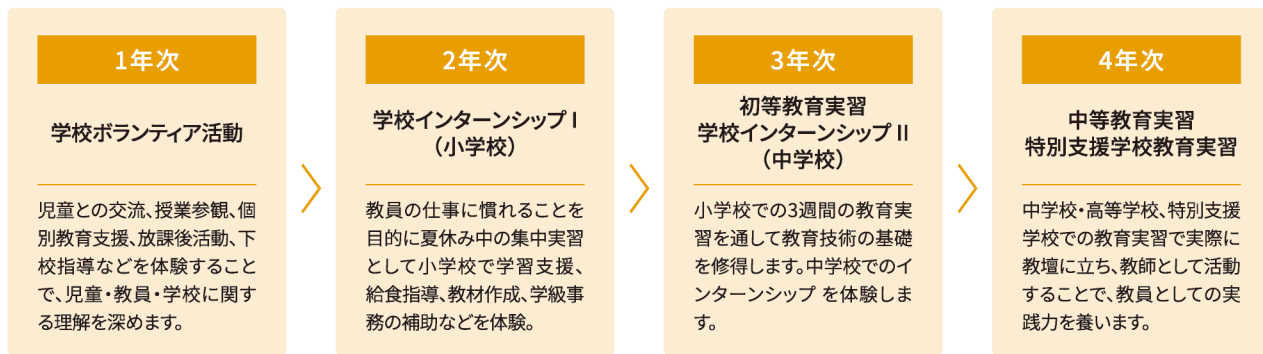 1年次
学校ボランティア活動
児童との交流、授業参観、個
別教育支援、放課後活動、下
校指導などを体験すること
で、児童・教員・学校に関す
る理解を深めます。
2年次
学校インターンシップⅠ
（小学校）
教員の仕事に慣れることを
目的に夏休み中の集中実習
として小学校で学習支援、
給食指導、教材作成、学級事
務の補助などを体験。
3年次
初等教育実習
学校インターンシップⅡ
（中学校）
小学校での3週間の教育実
習を通して教育技術の基礎
を修得します。中学校でのイ
ンターンシップ を体験しま
す。
4年次
中等教育実習
特別支援学校教育実習
中学校・高等学校、特別支援
学校での教育実習で実際に
教壇に立ち、教師として活動
することで、教員としての実
践力を養います。